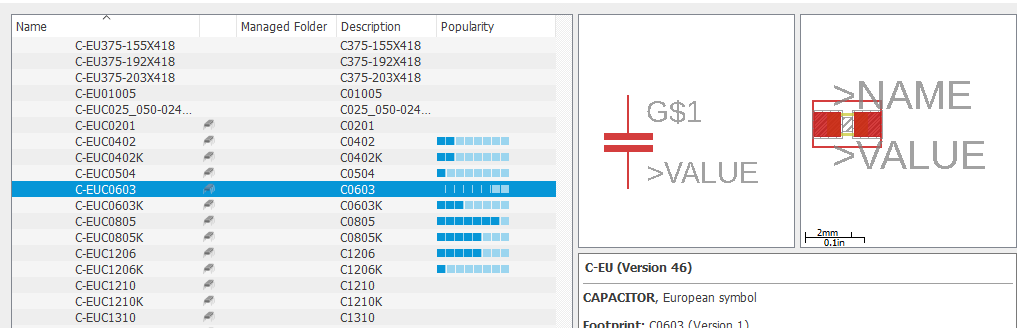 Name Managed Folder Description Popularity
C-EU375-155X418 C375-155X418
C-EU375-192X418 C375-192X418
C-EU375-203X418 C375-203X418
C-EU01005 C01005
C-EUC025_050-024... C025_050-024...
C-EUC0201 C0201
C-EUC0402 C0402
C-EUC0402K C0402K
C-EUC0504 C0504
C-EUC0603 C0603
C-EUC0603K C0603K
C-EUC0805 C0805
C-EUC0805K C0805K
C-EUC1206 C1206
C-EUC1206K C1206K
C-EUC1210 C1210
C-EUC1210K C1210K
C-EUC1310 C1310
G$1
>VALUE
>NAME
>VALUE
2mm
0.1in
C-EU (Version 46)
CAPACITOR, European symbol
Footprint: C0603 (Version 1)